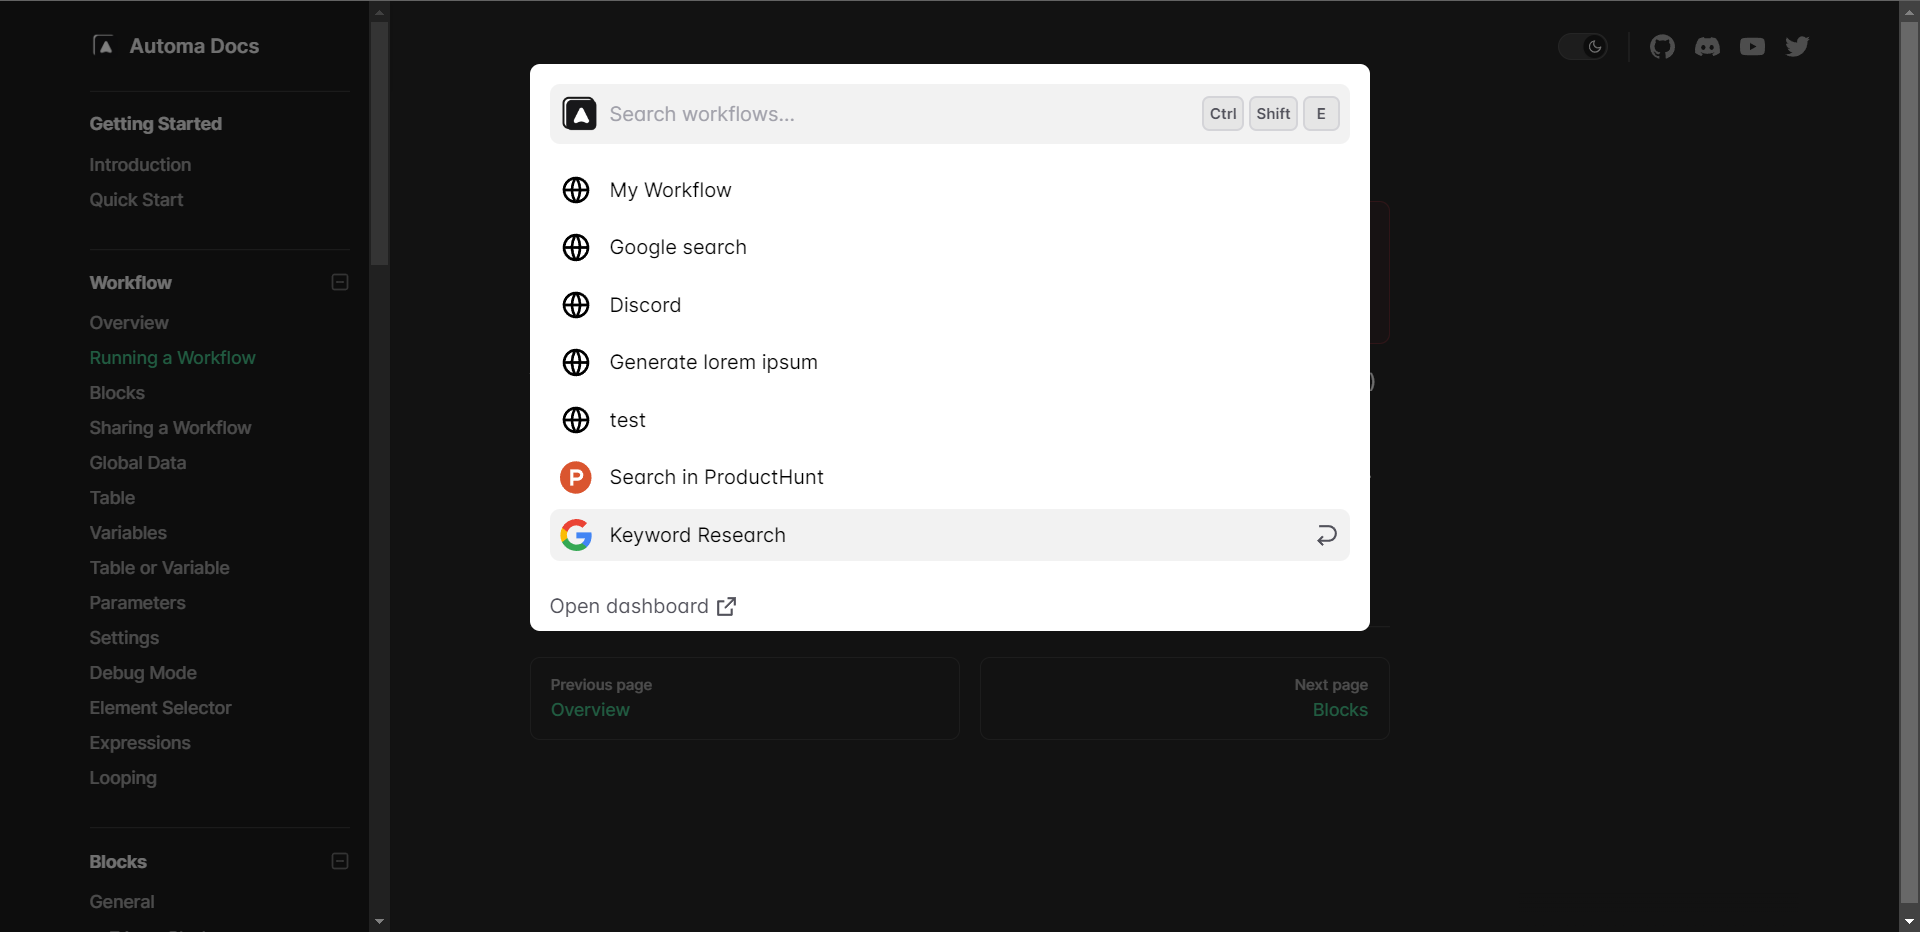 Automa Docs
Getting Started
Introduction
Quick Start
Workflow
Overview
Running a Workflow
Blocks
Sharing a Workflow
Global Data
Table
Variables
Table or Variable
Parameters
Settings
Debug Mode
Element Selector
Expressions
Looping
Blocks
General
Search workflows...
Ctrl Shift E
My Workflow
Google search
Discord
Generate lorem ipsum
test
P Search in ProductHunt
Keyword Research
Open dashboard
)
Previous page
Overview
Next page
Blocks